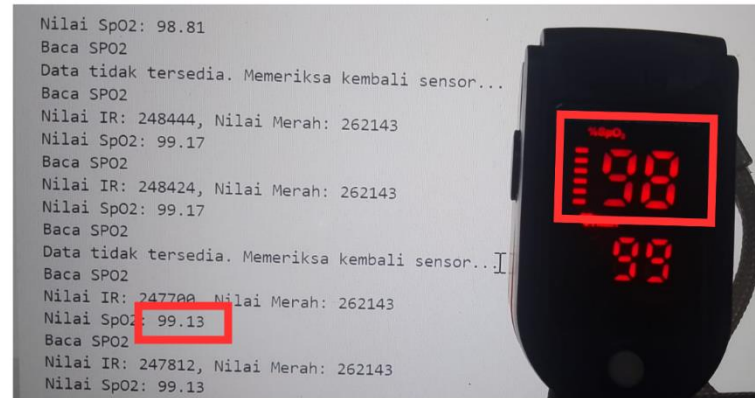 Nilai SpO2: 98.81
Baca SPO2
Data tidak tersedia. Memeriksa kembali sensor...
Baca SPO2
Nilai IR: 248444, Nilai Merah: 262143
Nilai SpO2: 99.17
Baca SPO2
Nilai IR: 248424, Nilai Merah: 262143
Nilai SpO2: 99.17
Baca SPO2
Data tidak tersedia. Memeriksa kembali sensor...
Baca SPO2
Nilai IR: 247700, Nilai Merah: 262143
Nilai SpO2: 99.13
Baca SPO2
Nilai IR: 247812, Nilai Merah: 262143
Nilai SpO2: 99.13
%SpO₂
98
99